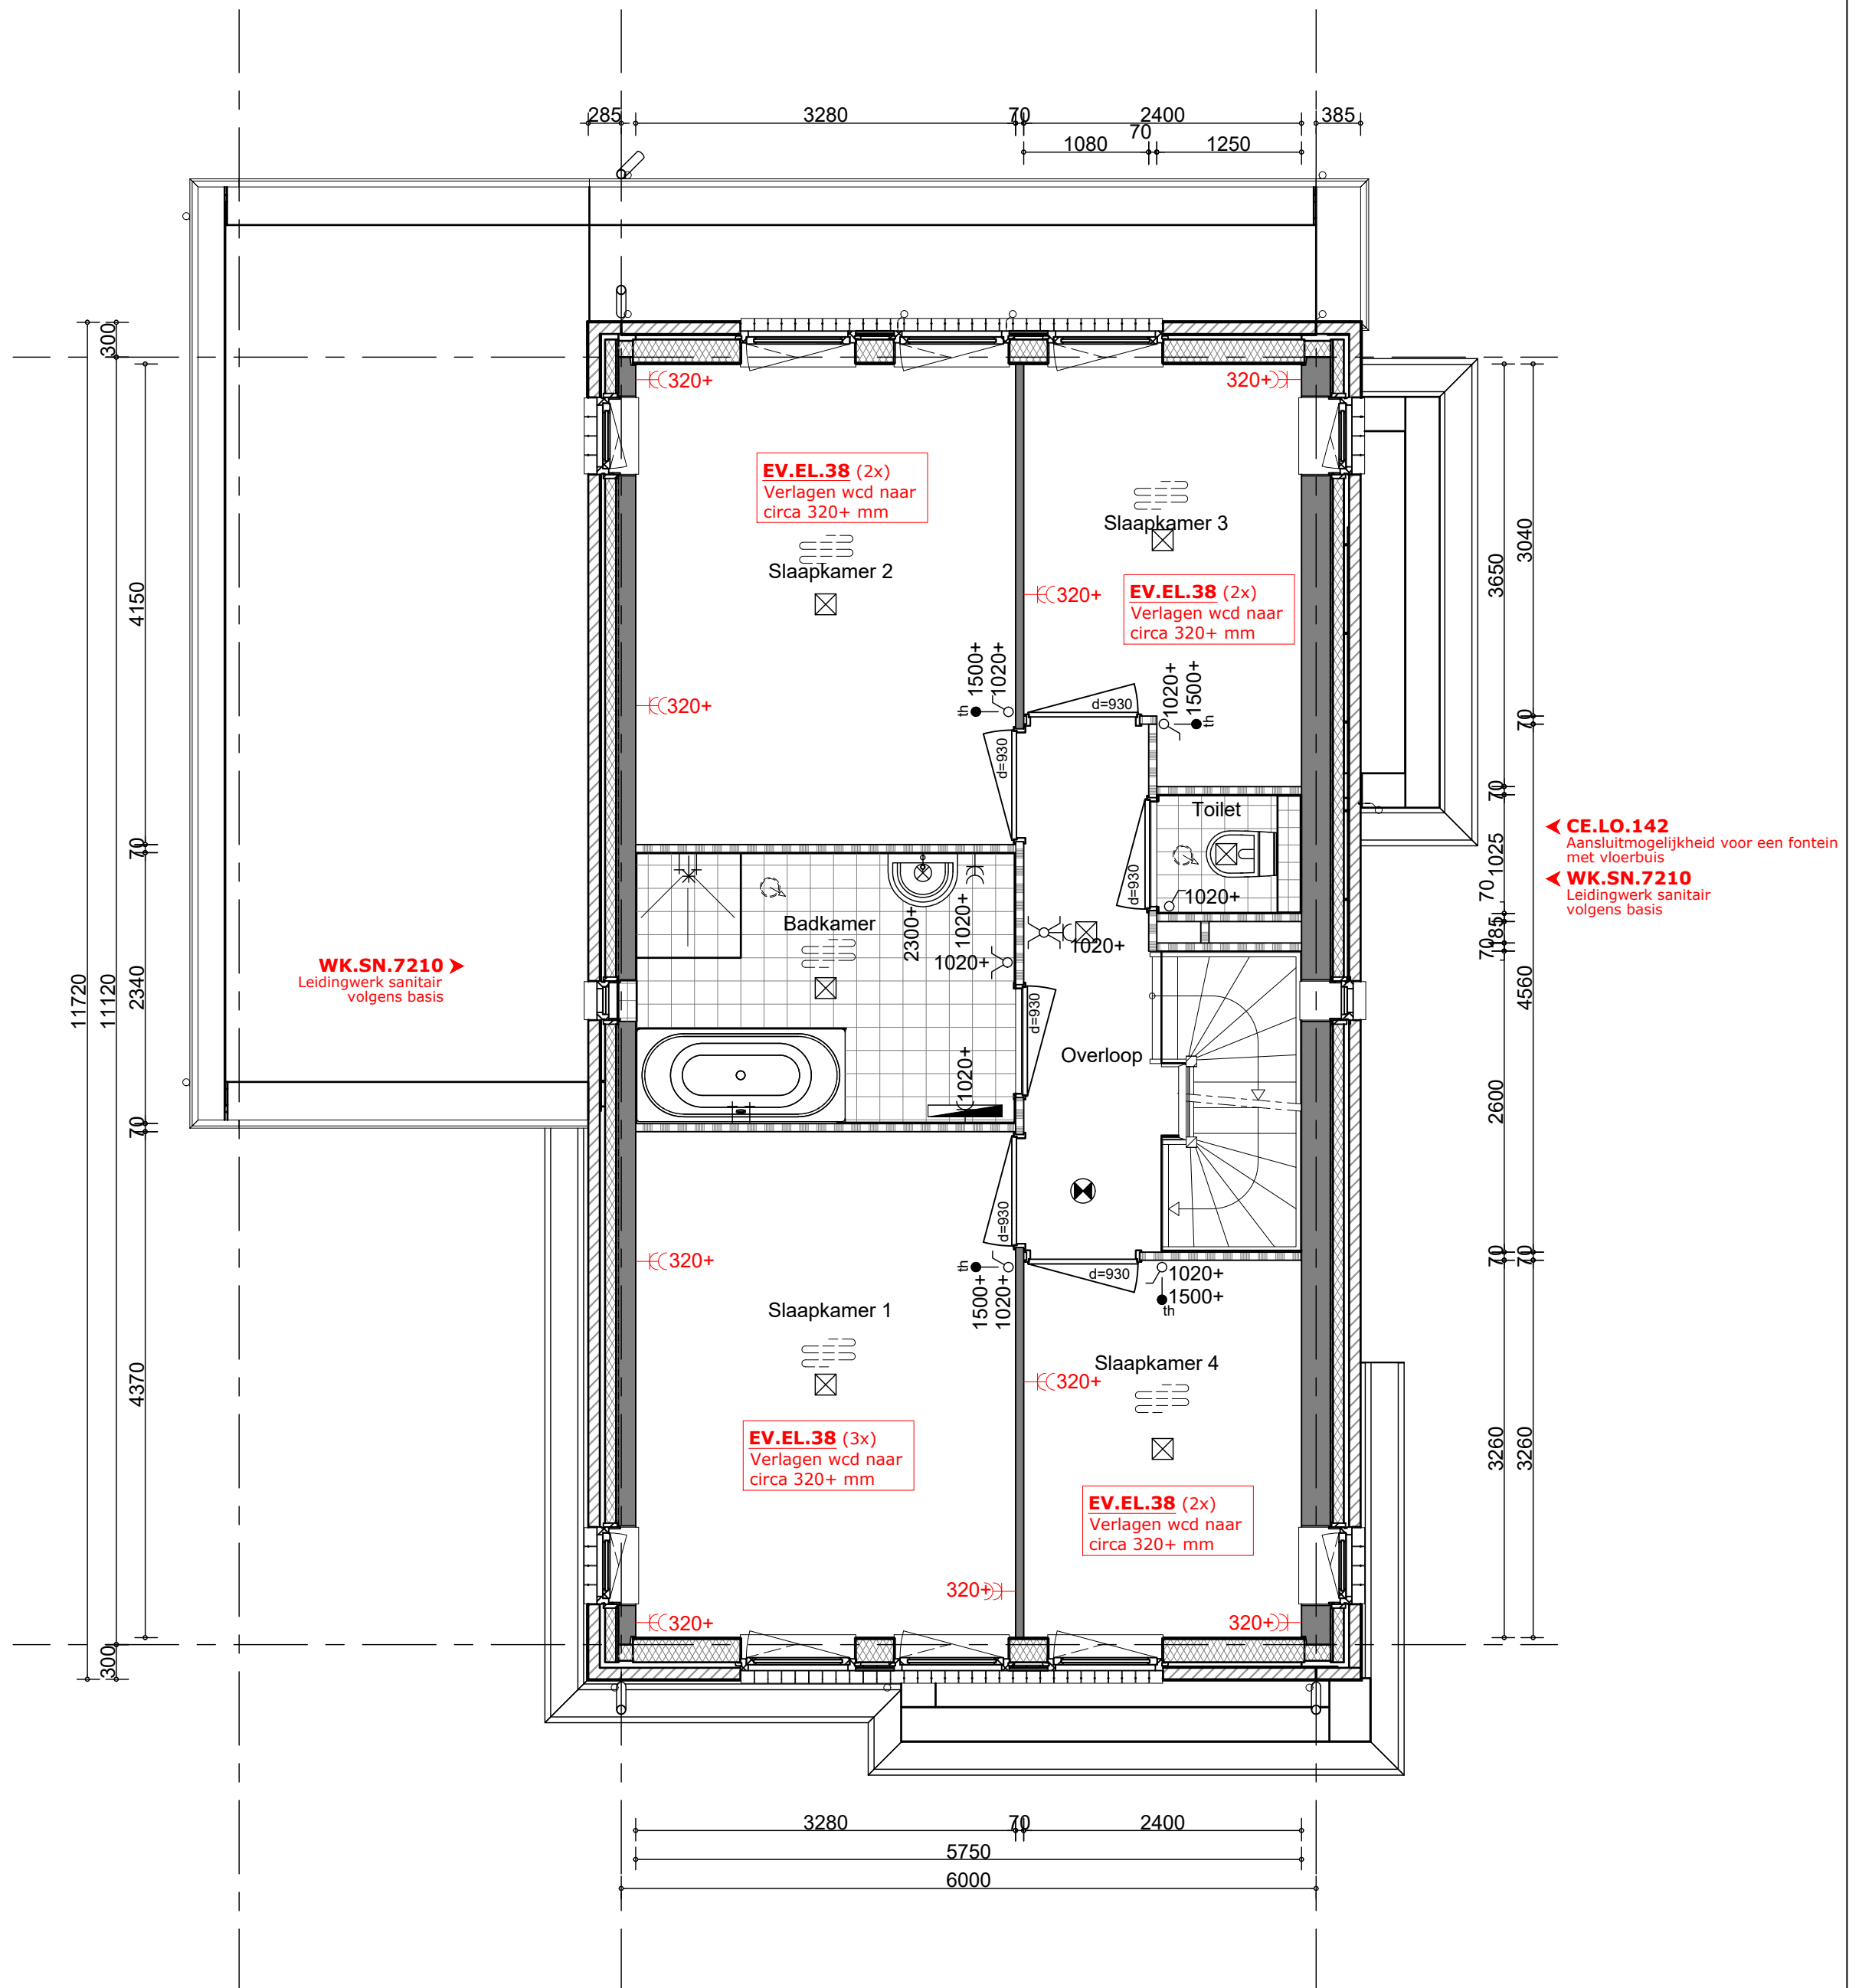 285
3280
70
2400
385
70
1080
1250
300
320+
320+
EV.EL.38 (2x)
Verlagen wcd naar
circa 320+ mm
Slaapkamer 3
Slaapkamer 2
320+
EV.EL.38 (2x)
Verlagen wcd naar
circa 320+ mm
3040
3650
4150
1500+
1020+
1020+
1500+
320+
th
th
d=930
d=930
70
70
Toilet
CE.LO.142
Aansluitmogelijkheid voor een fontein
met vloerbuis
1025
70
WK.SN.7210
Leidingwerk sanitair
volgens basis
d=930
1020+
70
Badkamer
2300+
1020+
1020+
1020+
85
70
WK.SN.7210
Leidingwerk sanitair
volgens basis
11720
11120
2340
4560
d=930
Overloop
1020+
2600
70
d=930
320+
th
1500+
1020+
d=930
1020+
1500+
th
70
70
Slaapkamer 1
Slaapkamer 4
4370
320+
EV.EL.38 (3x)
Verlagen wcd naar
circa 320+ mm
3260
3260
EV.EL.38 (2x)
Verlagen wcd naar
circa 320+ mm
320+
320+
320+
300
3280
70
2400
5750
6000